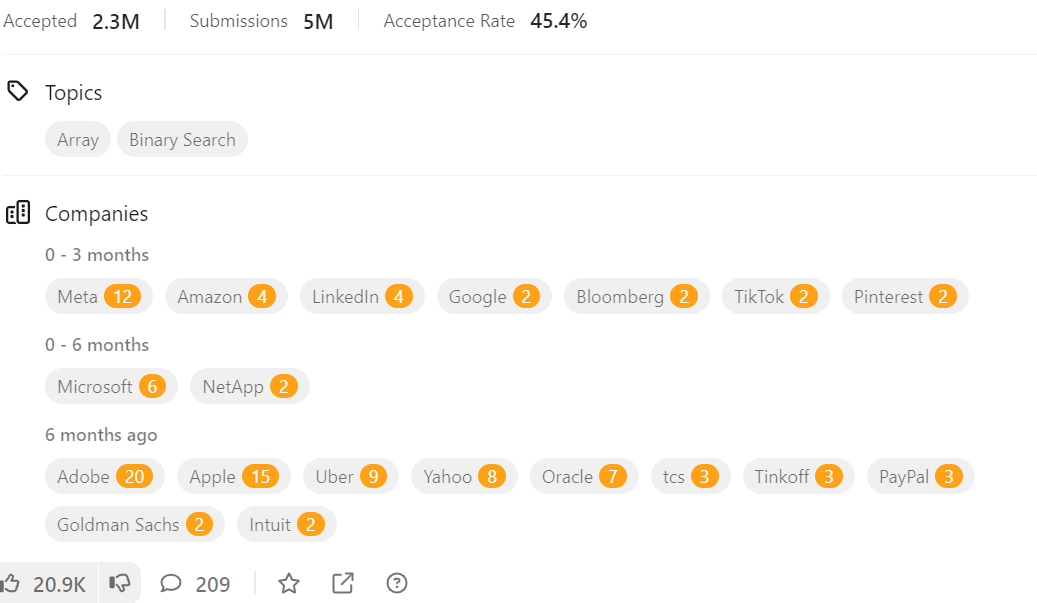 Accepted 2.3M Submissions 5M Acceptance Rate 45.4%
Topics
Array Binary Search
Companies
0 - 3 months
Meta 12 Amazon 4 LinkedIn 4 Google 2 Bloomberg 2 TikTok 2 Pinterest 2
0 - 6 months
Microsoft 6 NetApp 2
6 months ago
Adobe 20 Apple 15 Uber 9 Yahoo 8 Oracle 7 tcs 3 Tinkoff 3 PayPal 3
Goldman Sachs 2 Intuit 2
20.9K 209